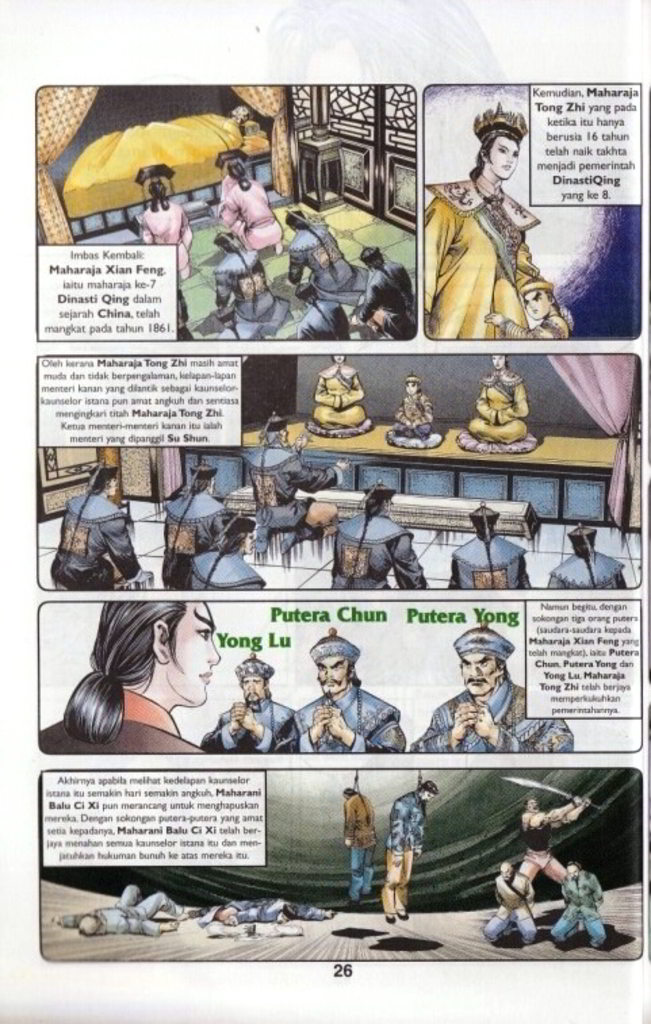 Imbas Kembali:
Maharaja Xian Feng,
iaitu maharaja ke-7
Dinasti Qing dalam
sejarah China, telah
mangkat pada tahun 1861.
Kemudian, Maharaja
Tong Zhi yang pada
ketika itu hanya
berusia 16 tahun
telah naik takhta
menjadi pemerintah
DinastiQing
yang ke 8.
Oleh kerana Maharaja Tong Zhi masih amat
muda dan tidak berpengalaman, kelapan-lapan
menteri kanan yang dilantik sebagai kaunselor-
kaunselor istana pun amat angkuh dan sentiasa
mengingkari titah Maharaja Tong Zhi.
Ketua menteri-menteri kanan itu ialah
menteri yang dipanggil Su Shun.
Yong Lu
Putera Chun
Putera Yong
Namun begitu, dengan
sokongan tiga orang putera
(saudara-saudara kepada
Maharaja Xian Feng yang
telah mangkat), iaitu Putera
Chun, Putera Yong dan
Yong Lu, Maharaja
Tong Zhi telah berjaya
memperkukuhkan
pemerintahannya.
Akhirnya apabila melihat kedelapan kaunselor
istana itu semakin hari semakin angkuh, Maharani
Balu Ci Xi pun merancang untuk menghapuskan
mereka. Dengan sokongan putera-putera yang amat
setia kepadanya, Maharani Balu Ci Xi telah ber-
jaya menahan semua kaunselor istana itu dan men-
jatuhkan hukuman bunuh ke atas mereka itu.
26